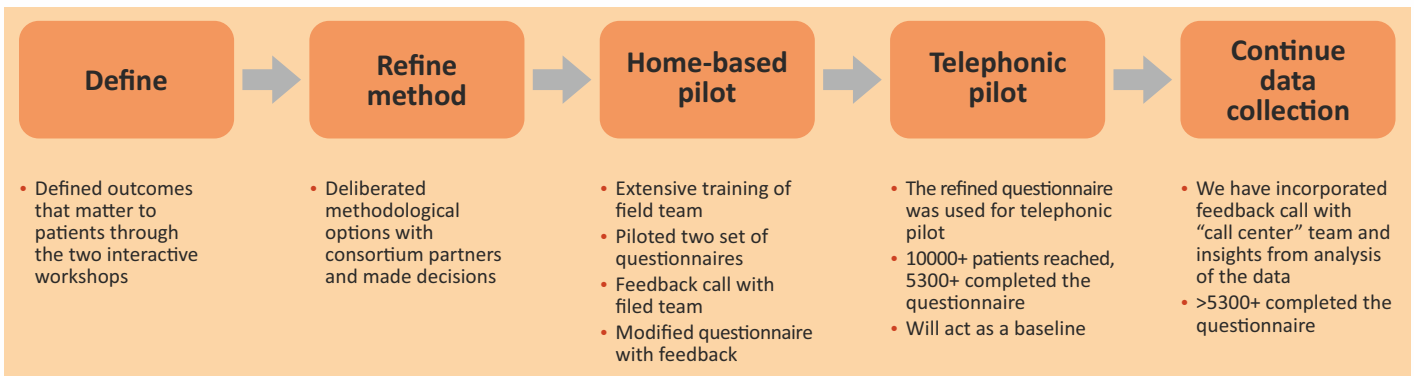 Define
Refine
method
Home-based
pilot
Telephonic
pilot
Continue
data
collection
• Defined outcomes
that matter to
patients through
the two interactive
workshops
• Deliberated
methodological
options with
consortium partners
and made decisions
• Extensive training of
field team
• Piloted two set of
questionnaires
• Feedback call with
filed team
• Modified questionnaire
with feedback
• The refined questionnaire
was used for telephonic
pilot
• 10000+ patients reached,
5300+ completed the
questionnaire
• Will act as a baseline
• We have incorporated
feedback call with
“call center” team and
insights from analysis
of the data
• >5300+ completed the
questionnaire